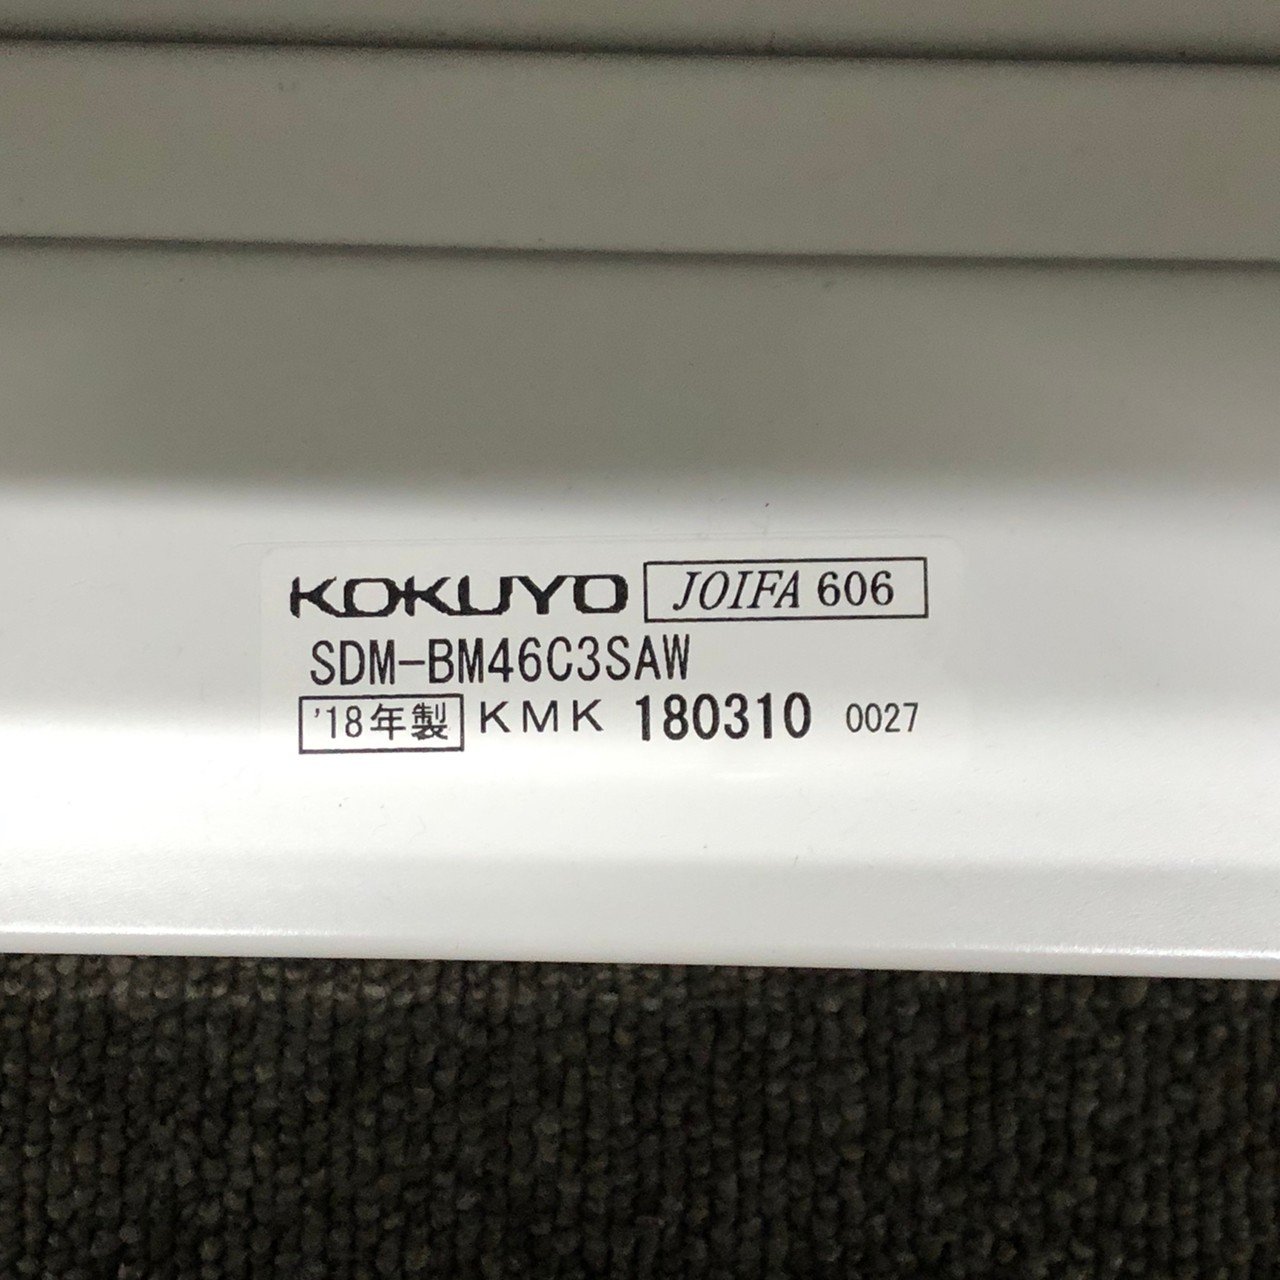 KOKUYO JOIFA 606
SDM-BM46C3SAW
'18年製 KMK 180310 0027